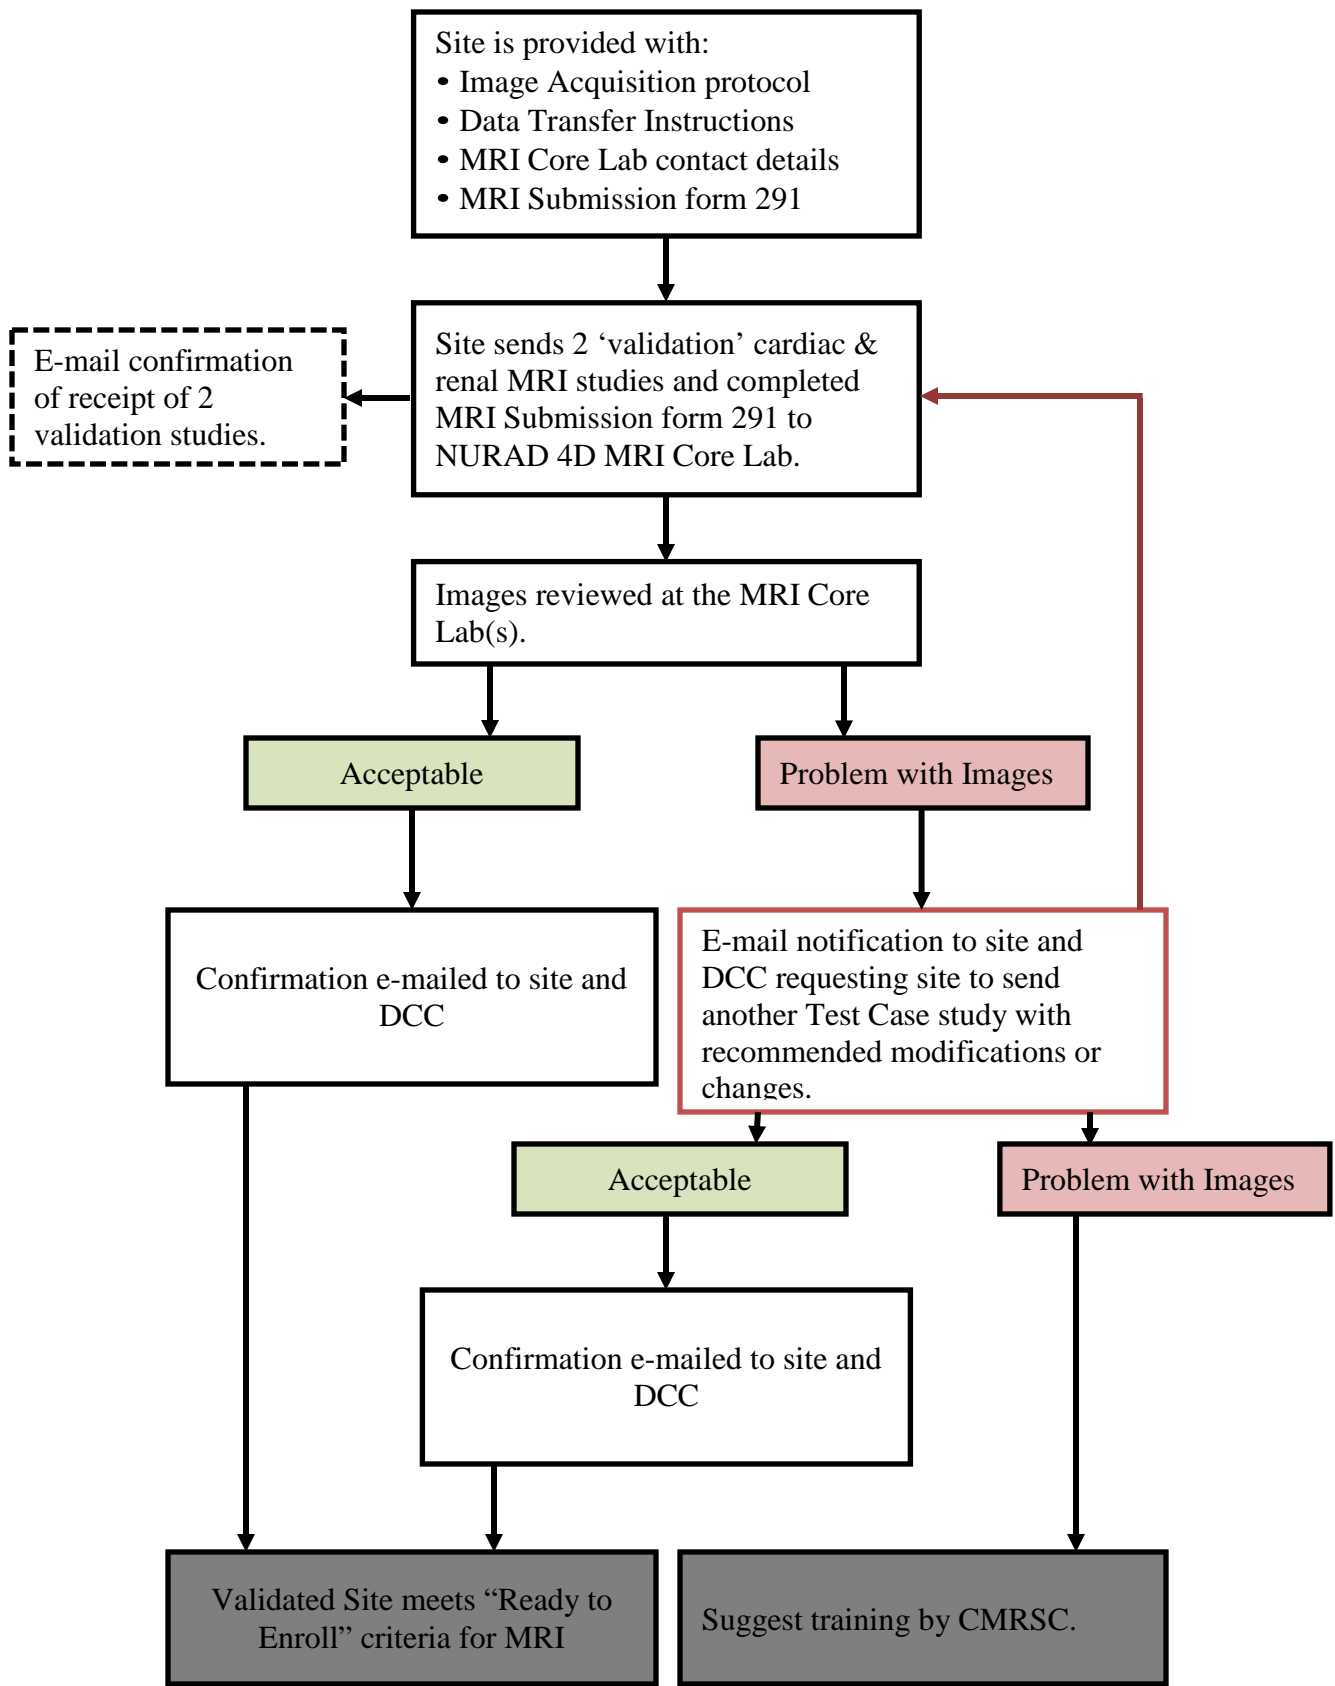 Site is provided with:
• Image Acquisition protocol
• Data Transfer Instructions
• MRI Core Lab contact details
• MRI Submission form 291
E-mail confirmation
of receipt of 2
validation studies.
Site sends 2 ‘validation’ cardiac &
renal MRI studies and completed
MRI Submission form 291 to
NURAD 4D MRI Core Lab.
Images reviewed at the MRI Core
Lab(s).
Acceptable
Problem with Images
Confirmation e-mailed to site and
DCC
E-mail notification to site and
DCC requesting site to send
another Test Case study with
recommended modifications or
changes.
Acceptable
Problem with Images
Confirmation e-mailed to site and
DCC
Validated Site meets “Ready to
Enroll” criteria for MRI
Suggest training by CMRSC.